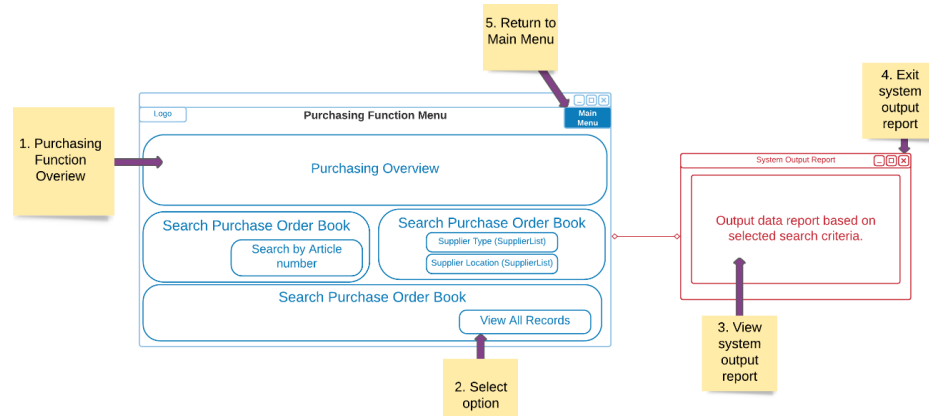 5. Return to
Main Menu
4. Exit
system
output
report
1. Purchasing
Function
Overiew
Logo
Purchasing Function Menu
Main
Menu
Purchasing Overview
Search Purchase Order Book
Search by Article
number
Search Purchase Order Book
Supplier Type (SupplierList)
Supplier Location (SupplierList)
Search Purchase Order Book
View All Records
2. Select
option
System Output Report
Output data report based on
selected search criteria.
3. View
system
output
report